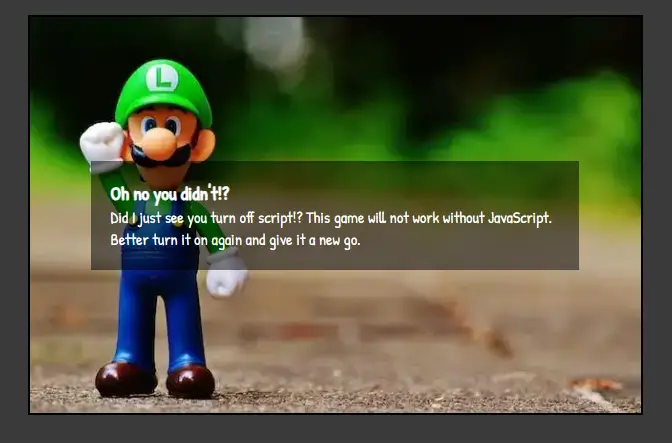 L
Oh no you didn't!?
Did I just see you turn off script!? This game will not work without JavaScript.
Better turn it on again and give it a new go.